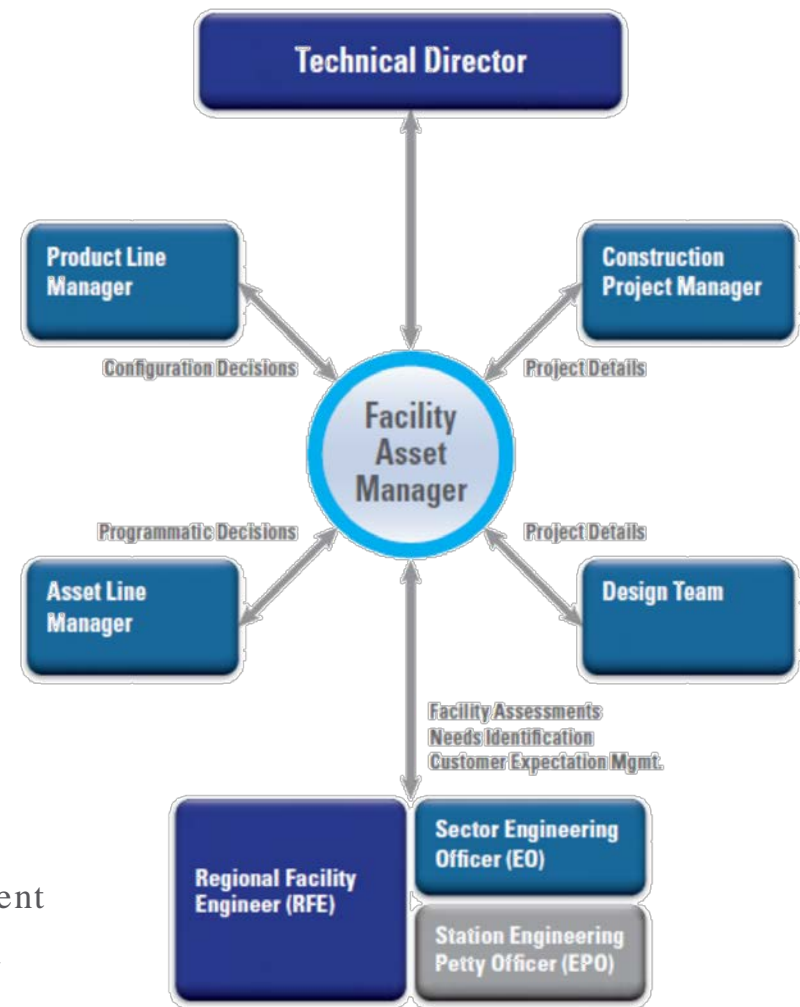 Technical Director
Product Line
Manager
Construction
Project Manager
Configuration Decisions
Project Details
Facility
Asset
Manager
Programmatic Decisions
Project Details
Asset Line
Manager
Design Team
Facility Assessments
Needs Identification
Customer Expectation Mgmt.
Regional Facility
Engineer (RFE)
Sector Engineering
Officer (EO)
Station Engineering
Petty Officer (EPO)
ent